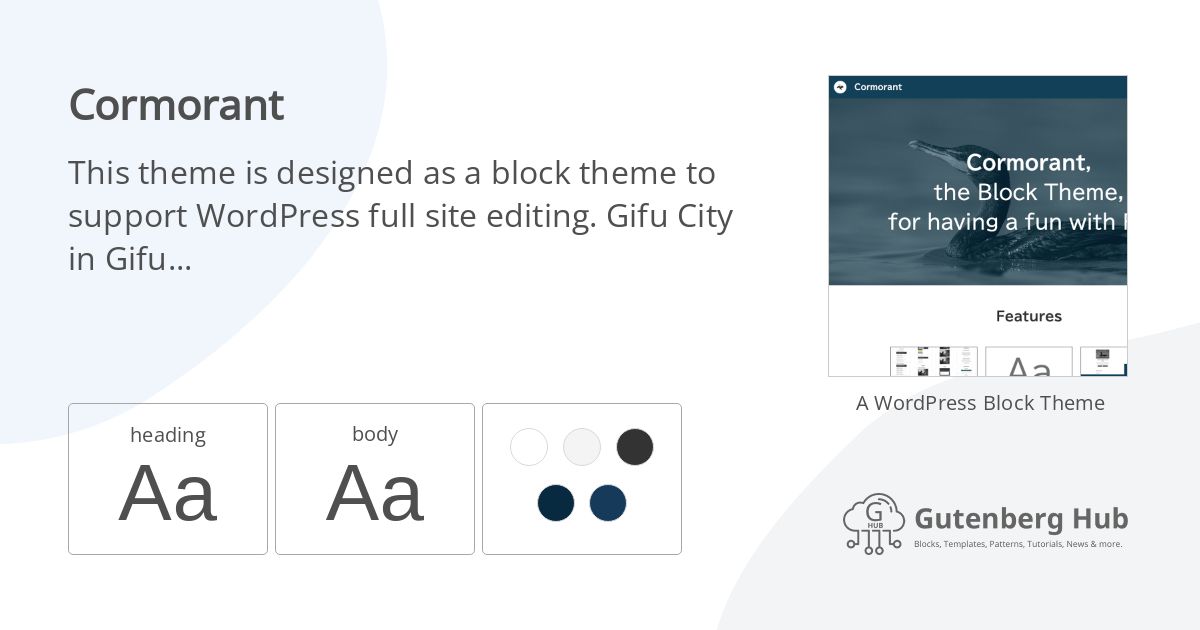 Cormorant
This theme is designed as a block theme to
support WordPress full site editing. Gifu City
in Gifu...
heading
Aa
body
Aa
Cormorant
Cormorant,
the Block Theme,
for having a fun with
Features
Aa
A WordPress Block Theme
G
HUB
Gutenberg Hub
Blocks, Templates, Patterns, Tutorials, News & more.